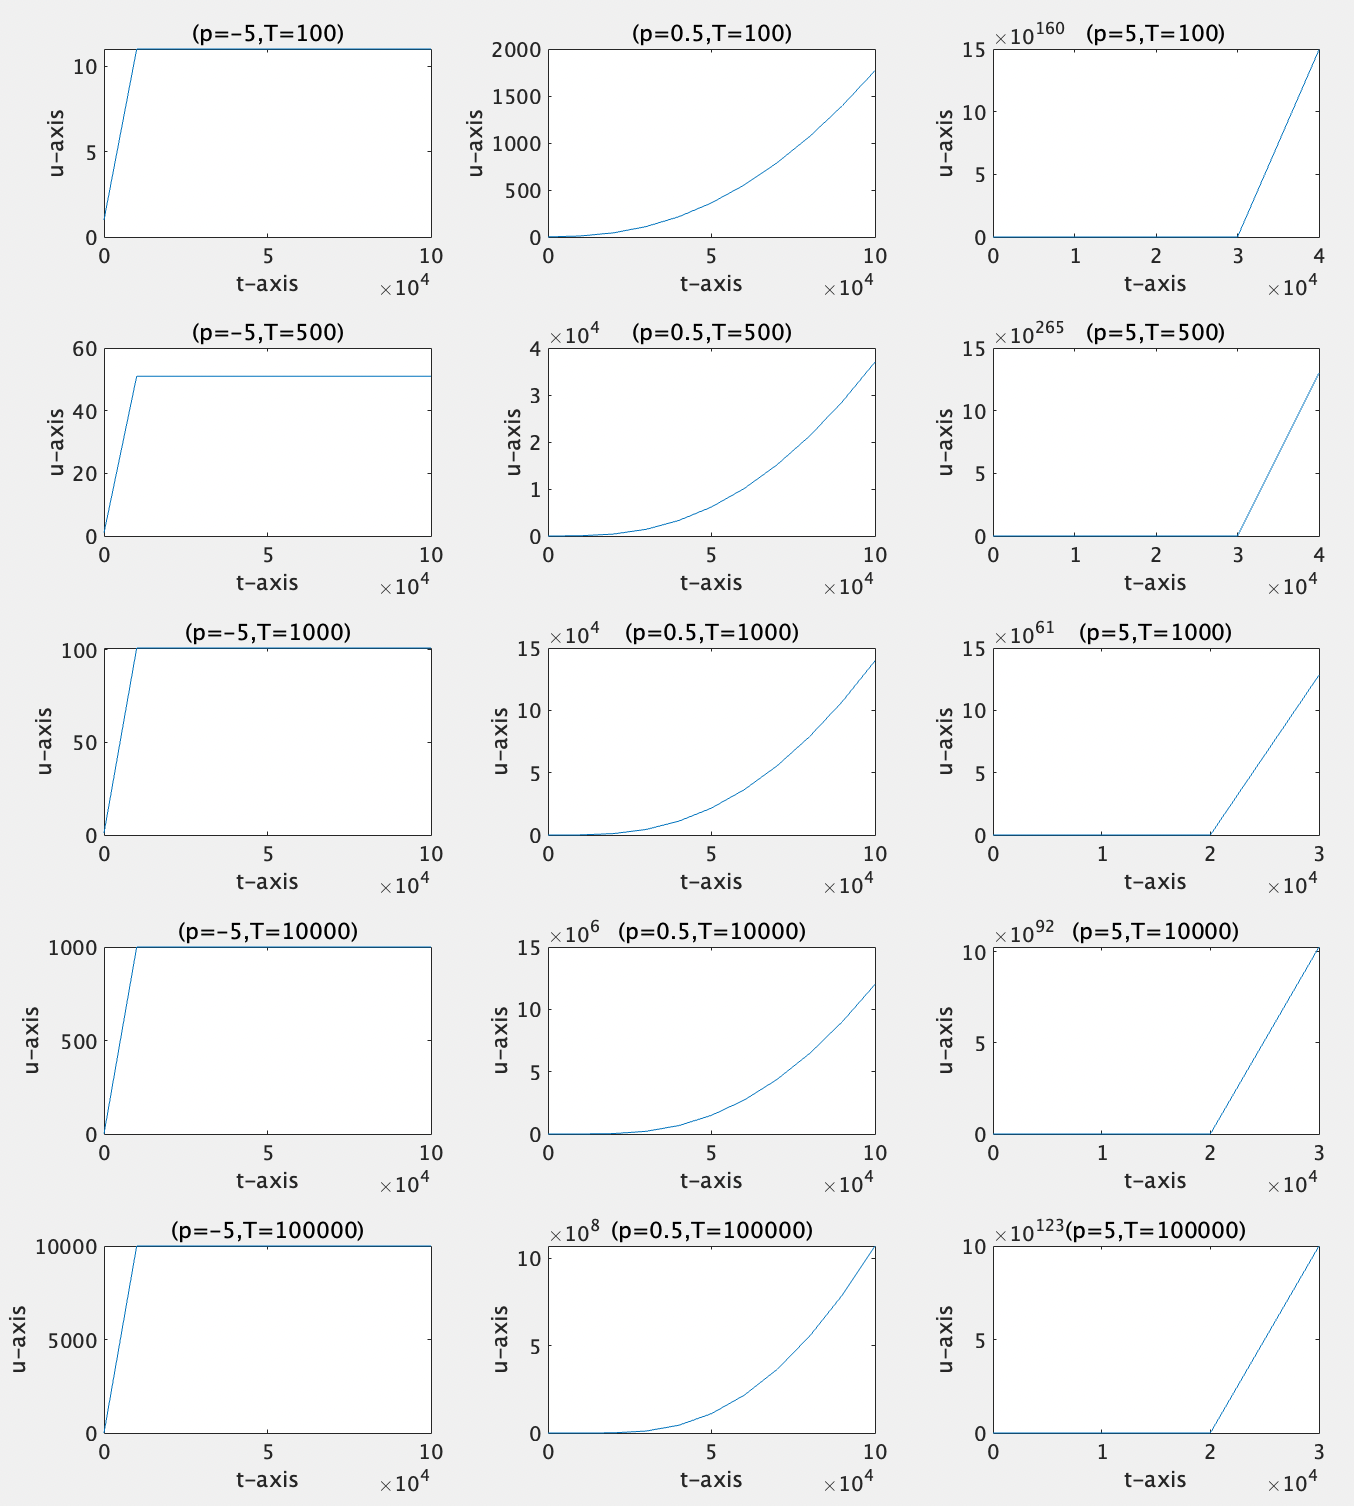 (p=-5,T=100)
10
5
0
u-axis
0 5 10
t-axis
×10^4
(p=0.5,T=100)
2000
1500
1000
500
0
u-axis
0 5 10
t-axis
×10^4
×10^160 (p=5,T=100)
15
10
5
0
u-axis
0 1 2 3 4
t-axis
×10^4
(p=-5,T=500)
60
40
20
0
u-axis
0 5 10
t-axis
×10^4
×10^4 (p=0.5,T=500)
4
3
2
1
0
u-axis
0 5 10
t-axis
×10^4
×10^265 (p=5,T=500)
15
10
5
0
u-axis
0 1 2 3 4
t-axis
×10^4
(p=-5,T=1000)
100
50
0
u-axis
0 5 10
t-axis
×10^4
×10^4 (p=0.5,T=1000)
15
10
5
0
u-axis
0 5 10
t-axis
×10^4
×10^61 (p=5,T=1000)
15
10
5
0
u-axis
0 1 2 3
t-axis
×10^4
(p=-5,T=10000)
1000
500
0
u-axis
0 5 10
t-axis
×10^4
×10^6 (p=0.5,T=10000)
15
10
5
0
u-axis
0 5 10
t-axis
×10^4
×10^92 (p=5,T=10000)
10
5
0
u-axis
0 1 2 3
t-axis
×10^4
(p=-5,T=100000)
10000
5000
0
u-axis
0 5 10
t-axis
×10^4
×10^8 (p=0.5,T=100000)
10
5
0
u-axis
0 5 10
t-axis
×10^4
×10^123 (p=5,T=100000)
10
5
0
u-axis
0 1 2 3
t-axis
×10^4